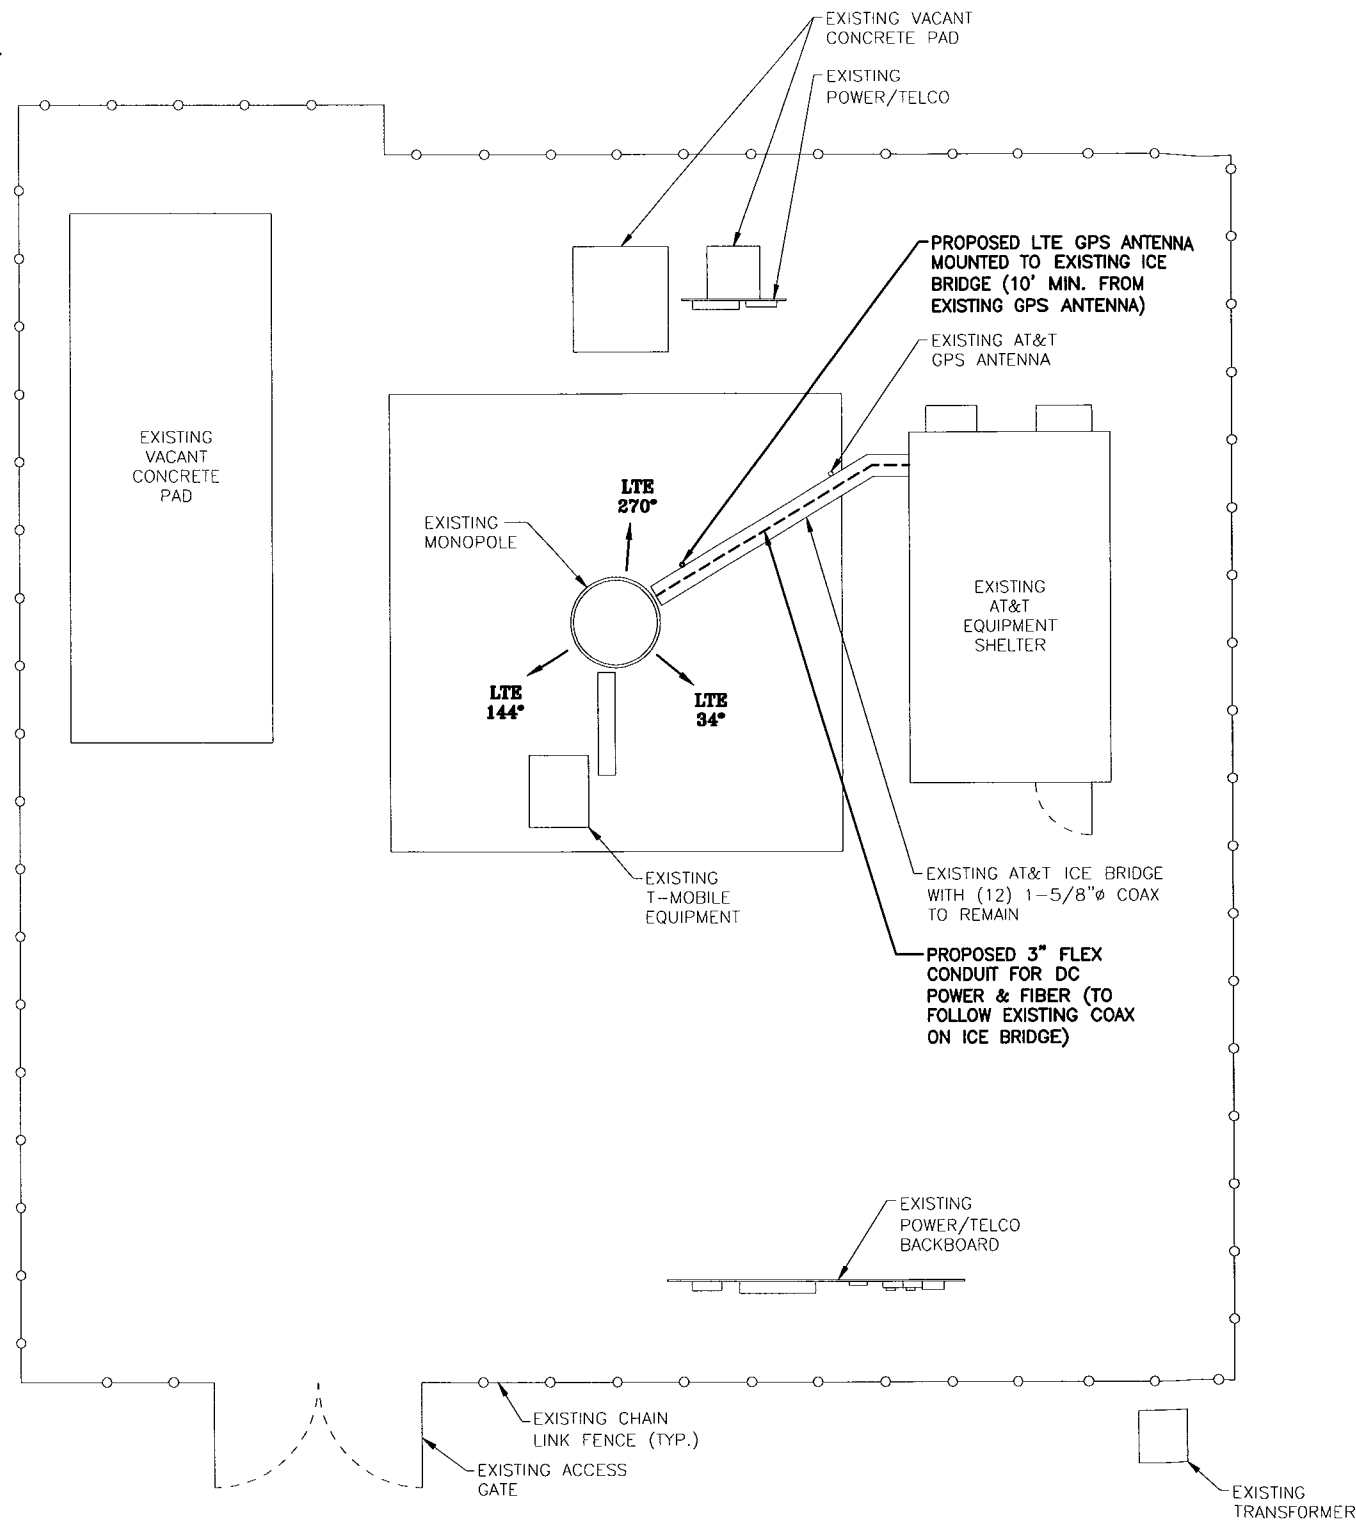 EXISTING VACANT
CONCRETE PAD
EXISTING
POWER/TELCO
PROPOSED LTE GPS ANTENNA
MOUNTED TO EXISTING ICE
BRIDGE (10' MIN. FROM
EXISTING GPS ANTENNA)
EXISTING AT&T
GPS ANTENNA
EXISTING
VACANT
CONCRETE
PAD
LTE
270°
EXISTING
MONOPOLE
EXISTING
AT&T
EQUIPMENT
SHELTER
LTE
144°
LTE
34°
EXISTING
T-MOBILE
EQUIPMENT
EXISTING AT&T ICE BRIDGE
WITH (12) 1-5/8"ø COAX
TO REMAIN
PROPOSED 3" FLEX
CONDUIT FOR DC
POWER & FIBER (TO
FOLLOW EXISTING COAX
ON ICE BRIDGE)
EXISTING
POWER/TELCO
BACKBOARD
EXISTING CHAIN
LINK FENCE (TYP.)
EXISTING ACCESS
GATE
EXISTING
TRANSFORMER